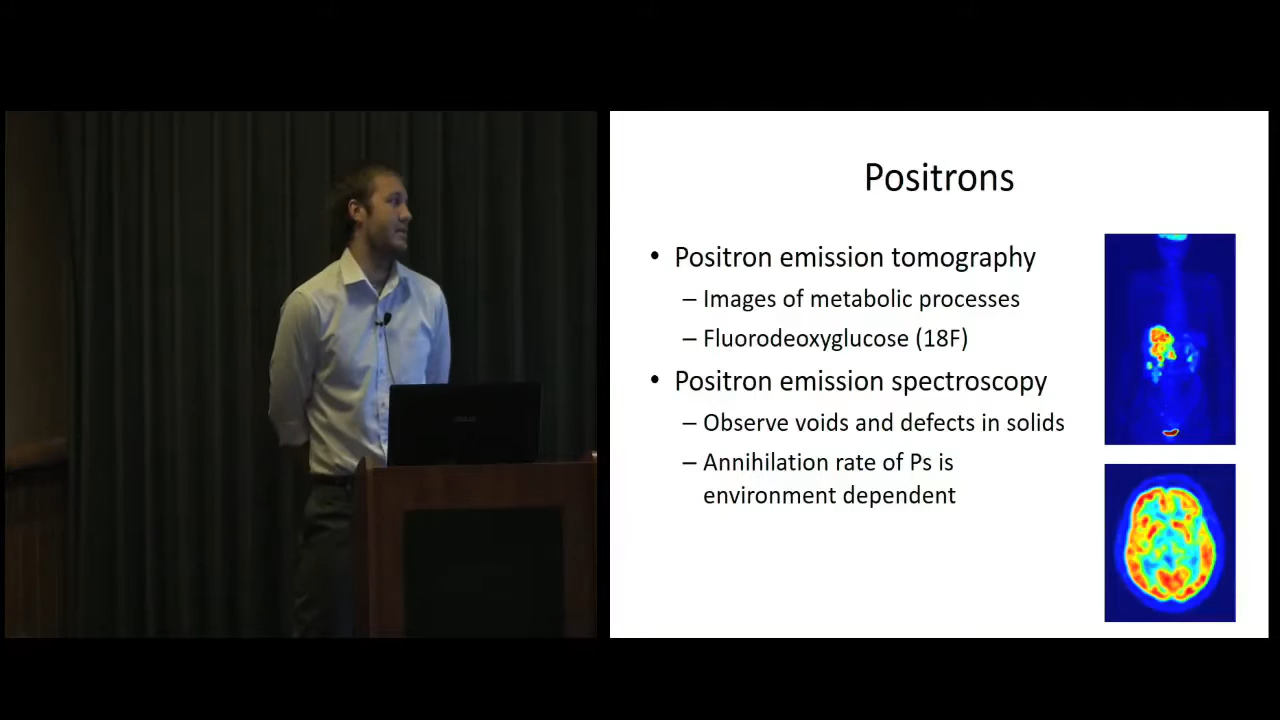 Positrons
• Positron emission tomography
– Images of metabolic processes
– Fluorodeoxyglucose (18F)
• Positron emission spectroscopy
– Observe voids and defects in solids
– Annihilation rate of Ps is
environment dependent
ASUS